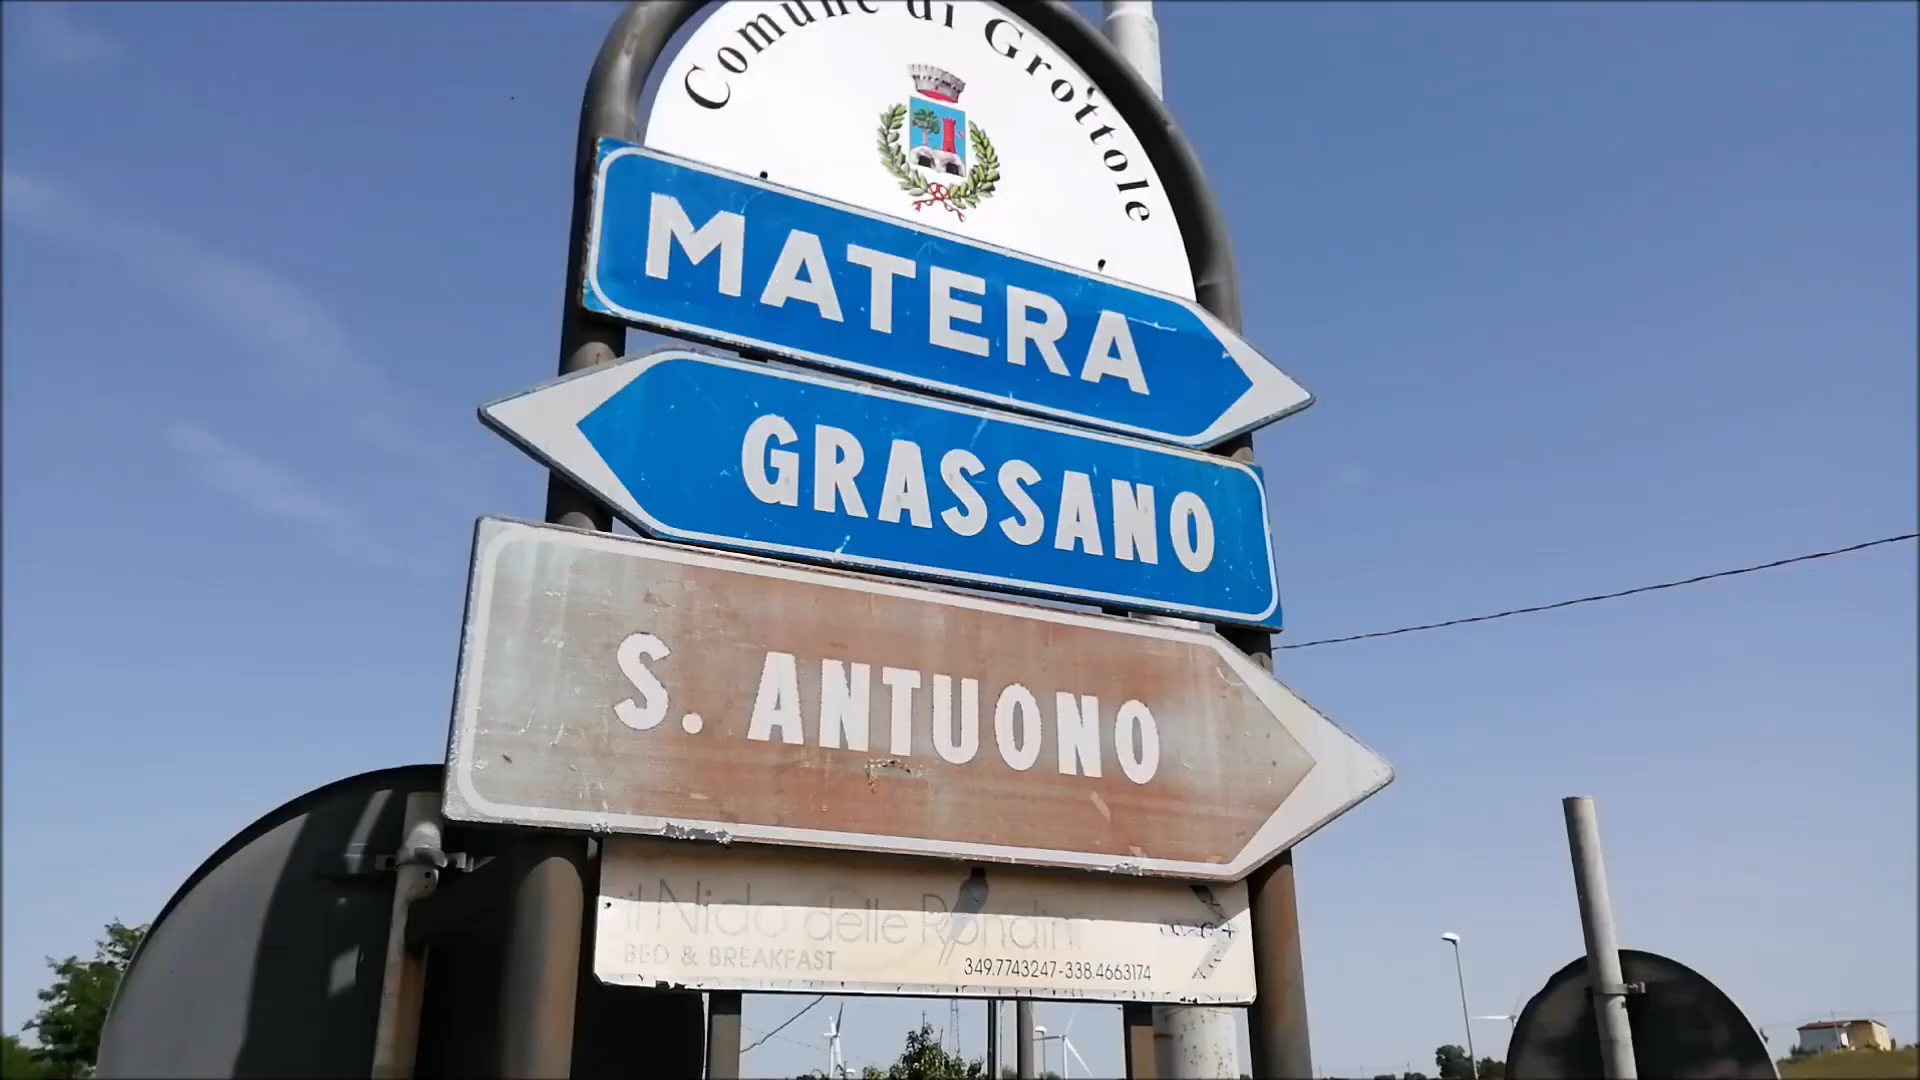 Comune di Grottole
MATERA
GRASSANO
S. ANTUONO
il Nido delle Rondini
BED & BREAKFAST
349.7743247-338.4663174